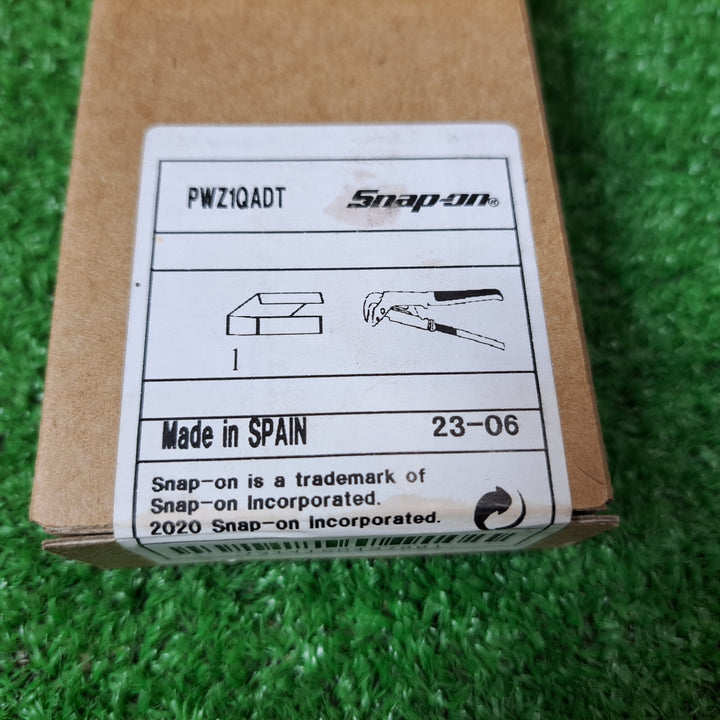 PWZ1QADT Snap-on®
1
Made in SPAIN 23-06
Snap-on is a trademark of
Snap-on Incorporated.
2020 Snap-on Incorporated.